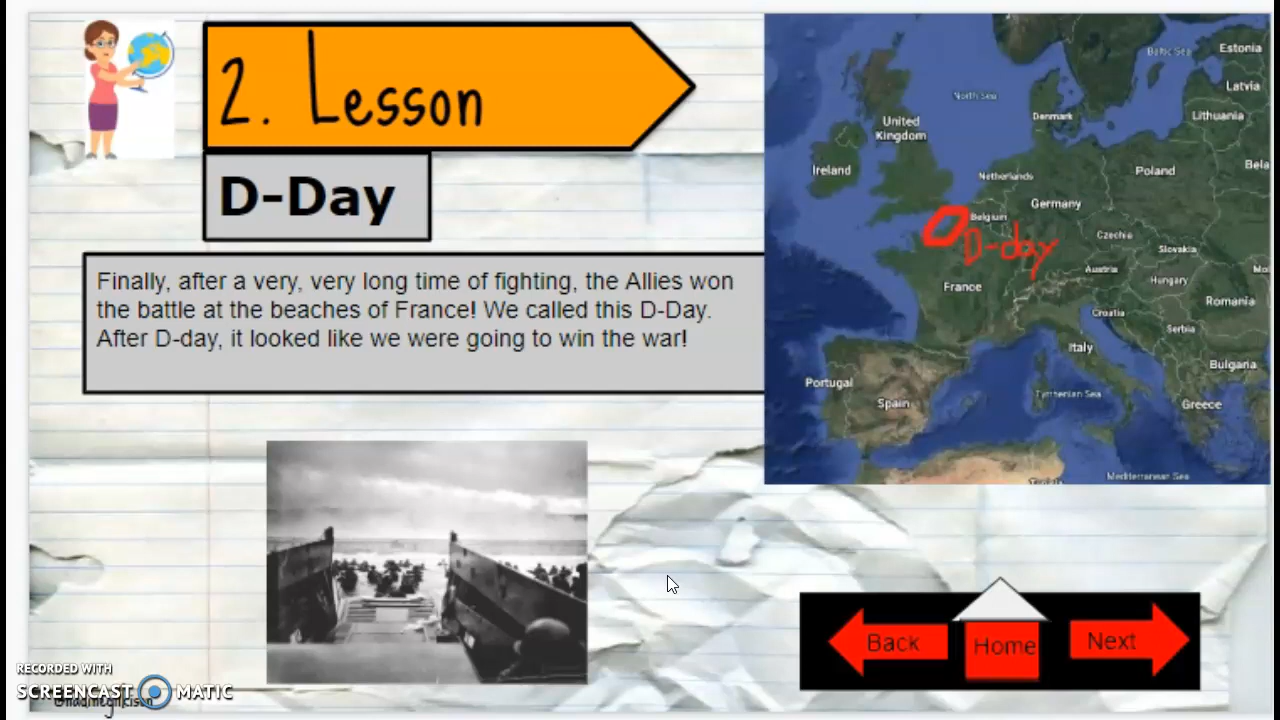 2. Lesson
D-Day
Finally, after a very, very long time of fighting, the Allies won
the battle at the beaches of France! We called this D-Day.
After D-day, it looked like we were going to win the war!
Baltic Sea
Estonia
Latvia
North Sea
Lithuania
Denmark
United
Kingdom
Ireland
Bela
Poland
Netherlands
Germany
Belgium
D-day
Czechia
Slovakia
Austria
Mol
Hungary
France
Romania
Croatia
Serbia
Italy
Bulgaria
Portugal
Spain
Tyrrhenian Sea
Greece
Mediterranean Sea
Back
Home
Next
RECORDED WITH
SCREENCAST MATIC